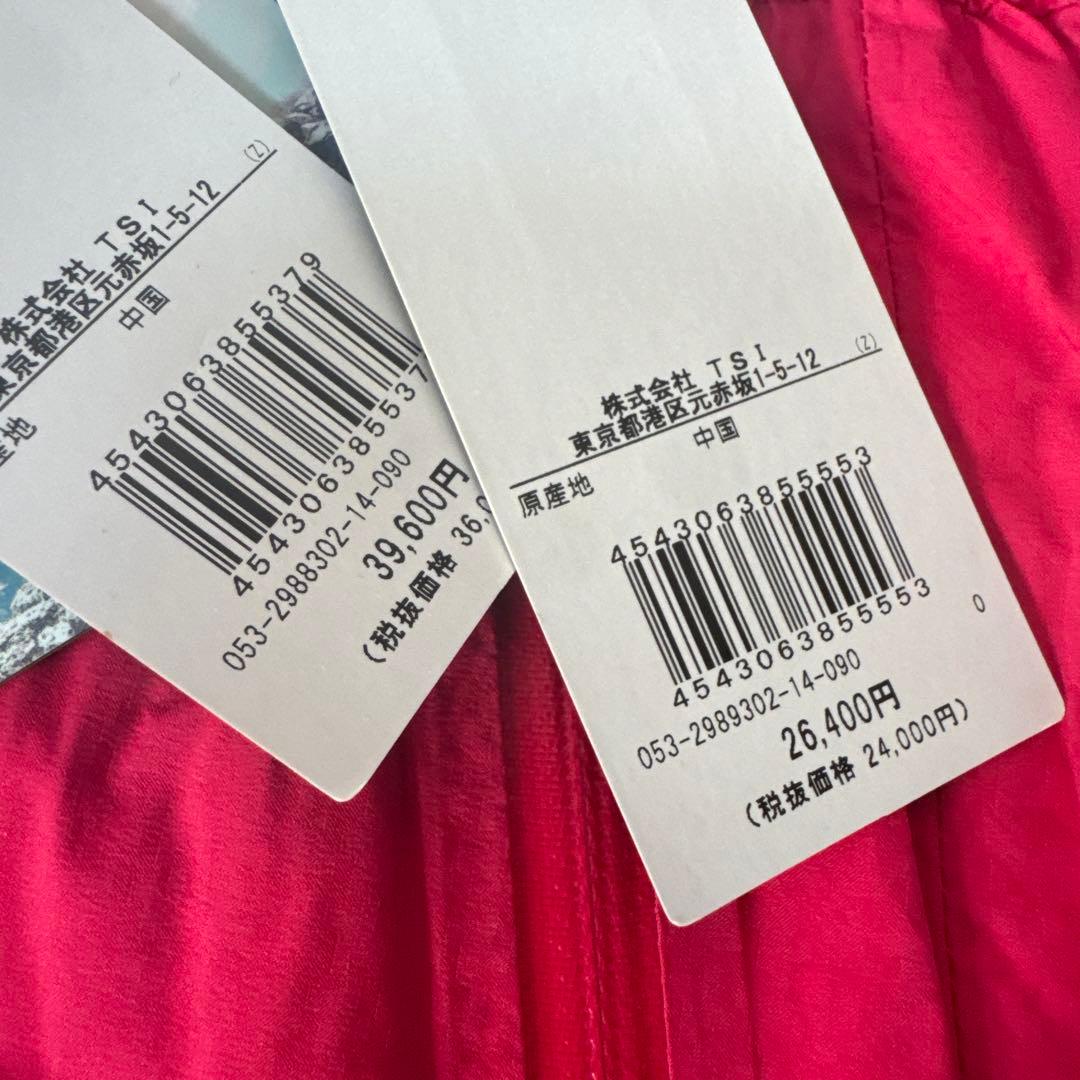 (Z)
株式会社 TSI
東京都港区元赤坂1-5-12
中国
産地
4543063855379
454306385537
053-2988302-14-090
39,600円
(税抜価格 36,
(Z)
株式会社 TSI
東京都港区元赤坂1-5-12
中国
原産地
4543063855553
4543063855553
0
053-2989302-14-090
26,400円
(税抜価格 24,000円)